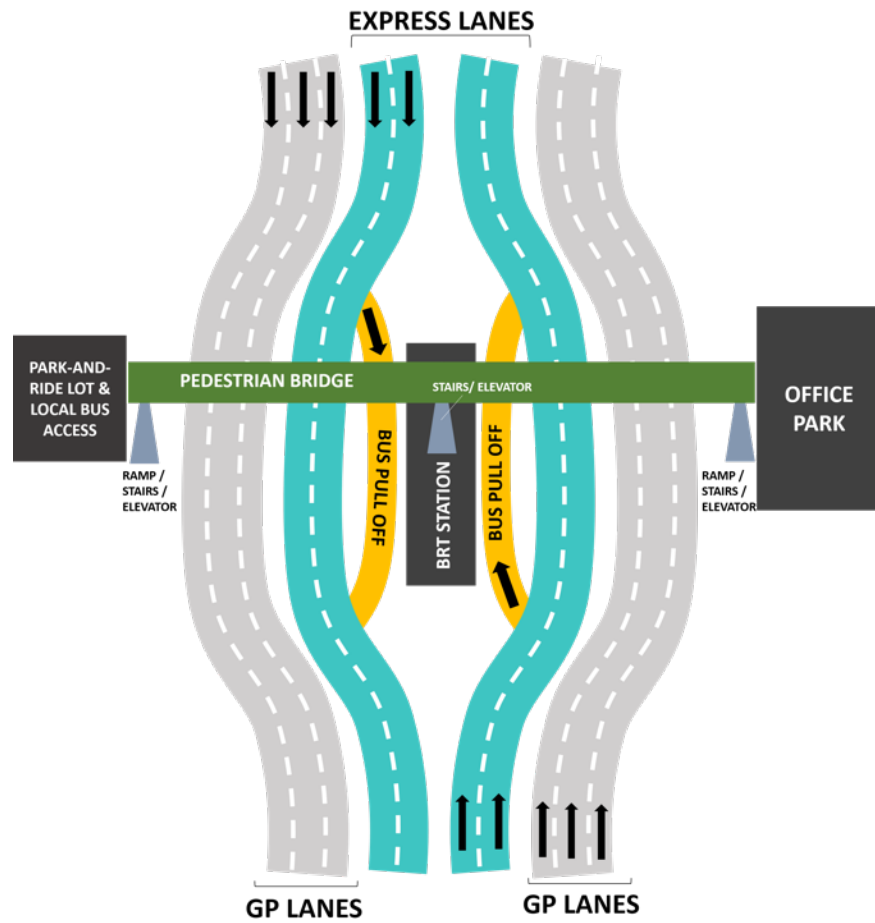 EXPRESS LANES
PARK-AND-
RIDE LOT &
LOCAL BUS
ACCESS
PEDESTRIAN BRIDGE
STAIRS/ ELEVATOR
OFFICE
PARK
RAMP /
STAIRS /
ELEVATOR
BUS PULL OFF
BRT STATION
BUS PULL OFF
RAMP /
STAIRS /
ELEVATOR
GP LANES
GP LANES